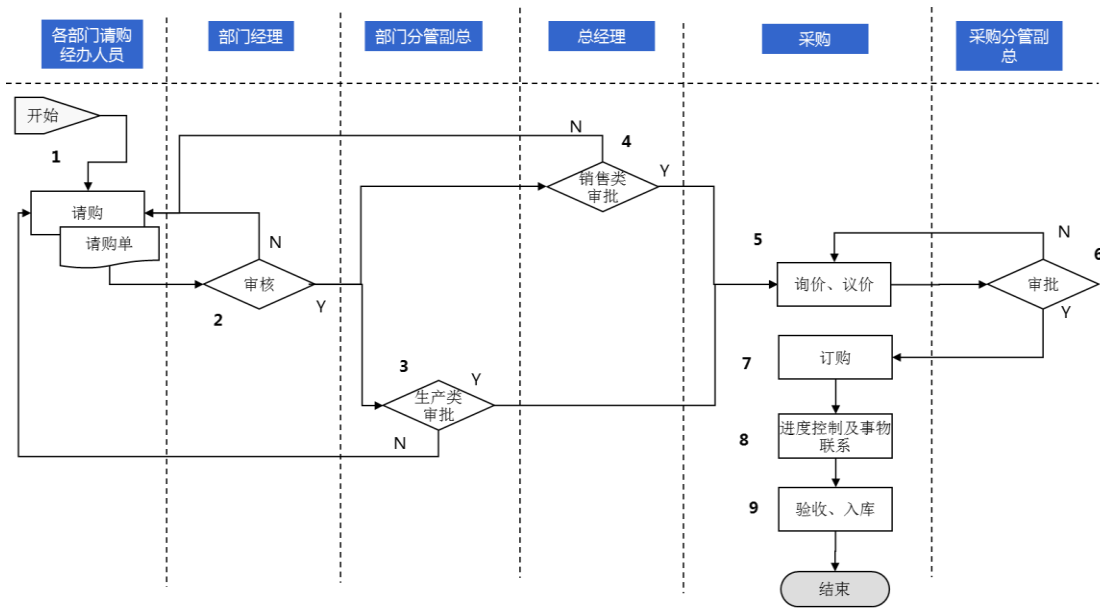 各部门请购
经办人员
部门经理
部门分管副总
总经理
采购
采购分管副
总
开始
1
N
4
Y
销售类
审批
请购
请购单
N
审核
2
Y
5
询价、议价
N
6
审批
Y
3
Y
生产类
审批
N
7
订购
8
进度控制及事物
联系
9
验收、入库
结束